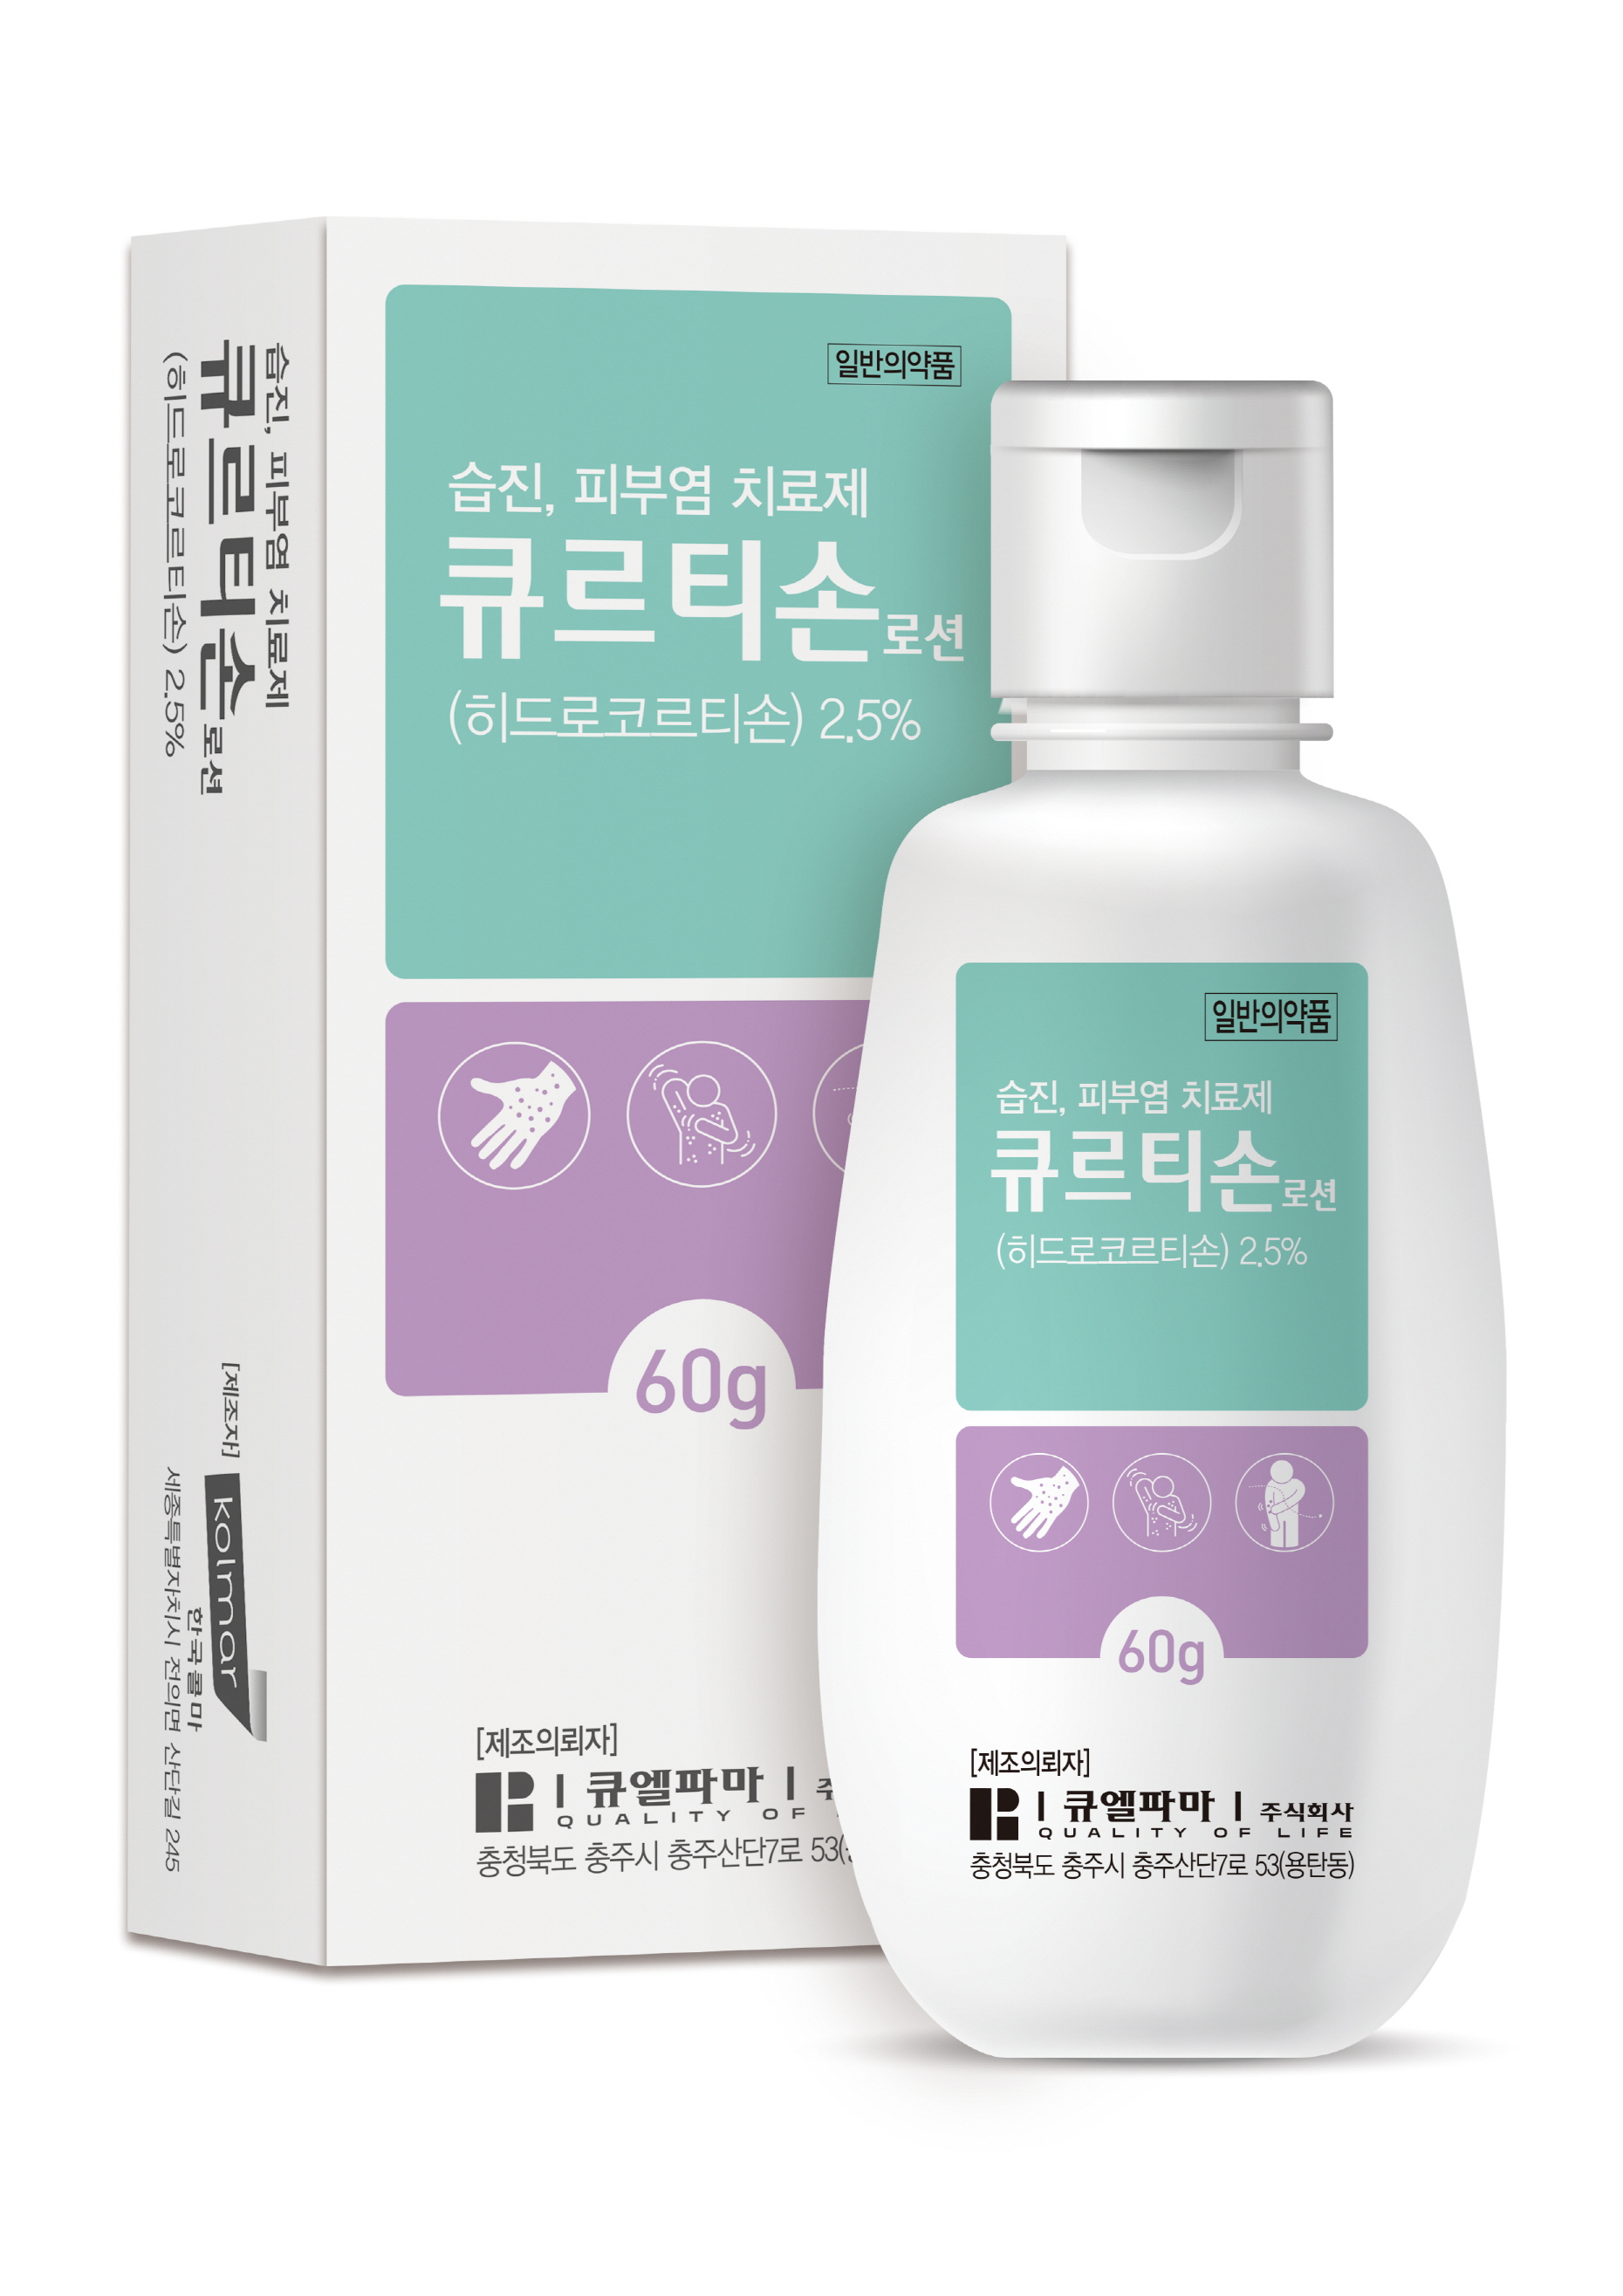 습진, 피부염 치료제
큐르티손로션
(히드로코르티손) 2.5%
[제조자]
kolmar
한국콜마
세종특별자치시 전의면 산단길 245
일반의약품
습진, 피부염 치료제
큐르티손로션
(히드로코르티손) 2.5%
60g
[제조의뢰자]
큐엘파마
QUALITY OF
충청북도 충주시 충주산단7로 53(
일반의약품
습진, 피부염 치료제
큐르티손로션
(히드로코르티손) 2.5%
60g
[제조의뢰자]
큐엘파마 주식회사
QUALITY OF LIFE
충청북도 충주시 충주산단7로 53(용탄동)